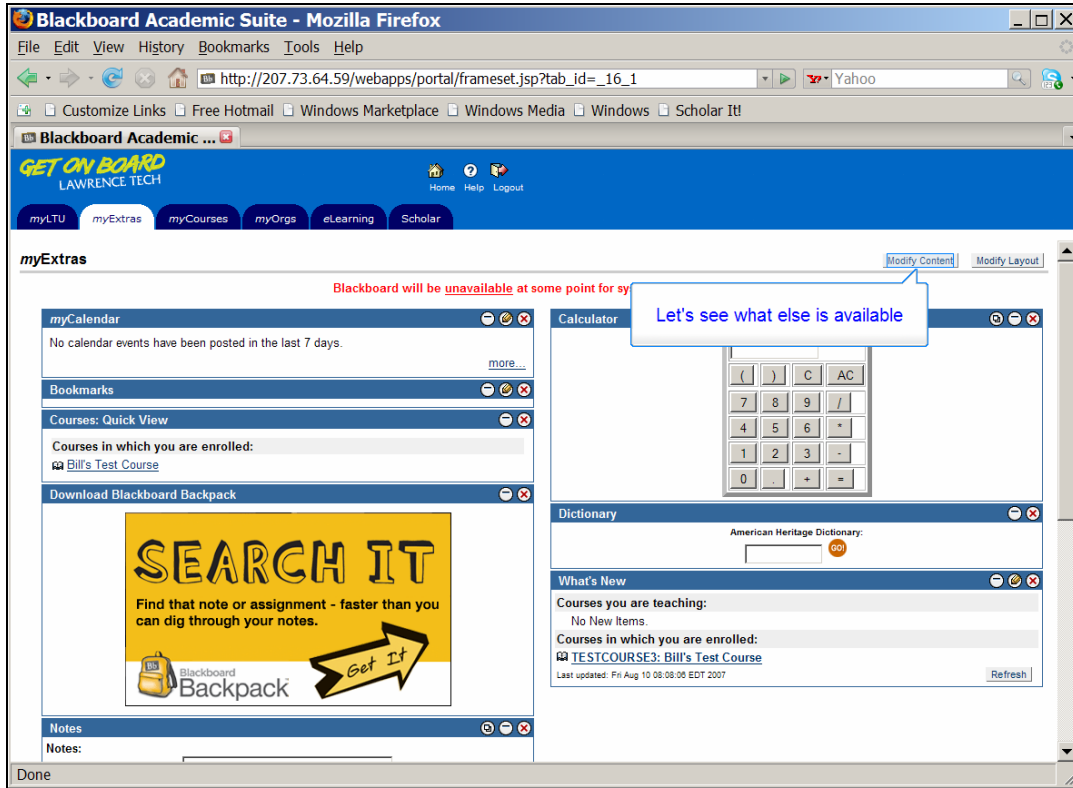 Blackboard Academic Suite - Mozilla Firefox
File Edit View History Bookmarks Tools Help
http://207.73.64.59/webapps/portal/frameset.jsp?tab_id=_16_1
Yahoo
Customize Links Free Hotmail Windows Marketplace Windows Media Windows Scholar It!
Blackboard Academic ...
GET ON BOARD
LAWRENCE TECH
Home Help Logout
myLTU myExtras myCourses myOrgs eLearning Scholar
myExtras
Modify Content Modify Layout
Blackboard will be unavailable at some point for sy
Let's see what else is available
myCalendar
No calendar events have been posted in the last 7 days.
more...
Bookmarks
Courses: Quick View
Courses in which you are enrolled:
Bill's Test Course
Download Blackboard Backpack
SEARCH IT
Find that note or assignment - faster than you
can dig through your notes.
Get It
Bb
Blackboard
Backpack
Notes
Notes:
Calculator
( ) C AC
7 8 9 /
4 5 6 *
1 2 3 -
0 . + =
Dictionary
American Heritage Dictionary:
GO!
What's New
Courses you are teaching:
No New Items.
Courses in which you are enrolled:
TESTCOURSE3: Bill's Test Course
Last updated: Fri Aug 10 08:08:06 EDT 2007
Refresh
Done